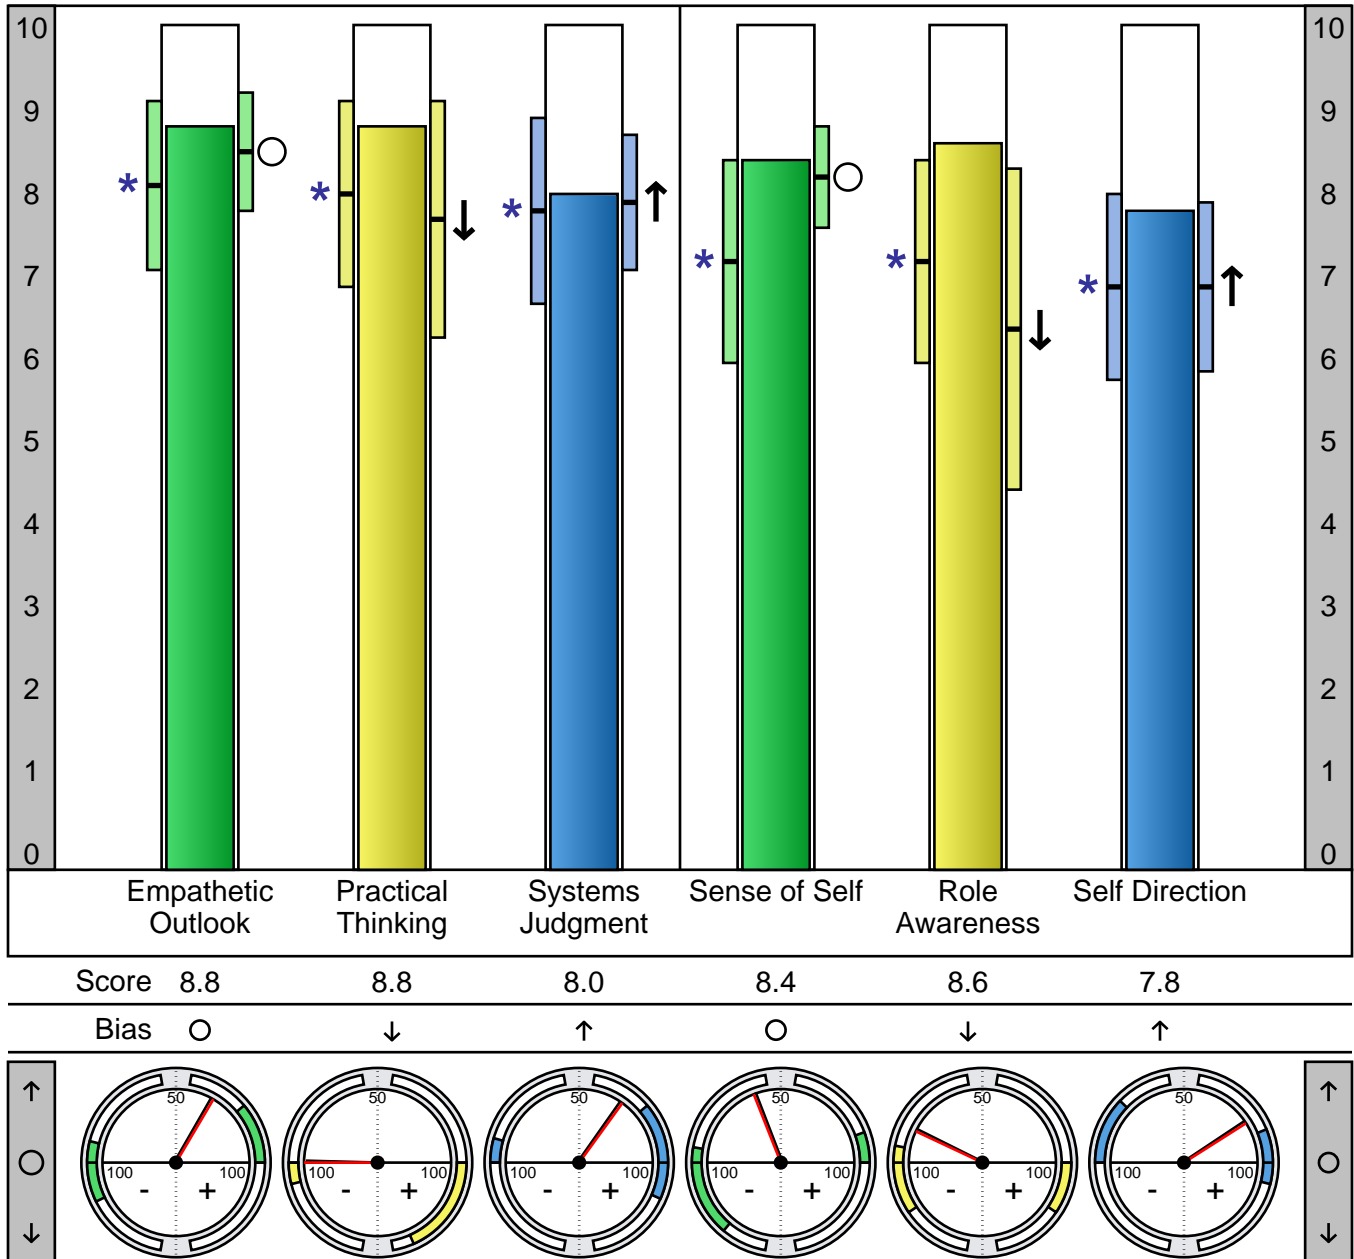 10 10
9 9
8 8
7 7
6 6
5 5
4 4
3 3
2 2
1 1
0 0
* * * * * *
○ ↓ ↑ ○ ↓ ↑
Empathetic Practical Systems Sense of Self Role Self Direction
Outlook Thinking Judgment Awareness
Score 8.8 8.8 8.0 8.4 8.6 7.8
Bias ○ ↓ ↑ ○ ↓ ↑
↑ 50 50 50 50 50 50 ↑
○ 100 100 100 100 100 100 100 100 100 100 100 100 ○
- + - + - + - + - + - +
↓ ↓